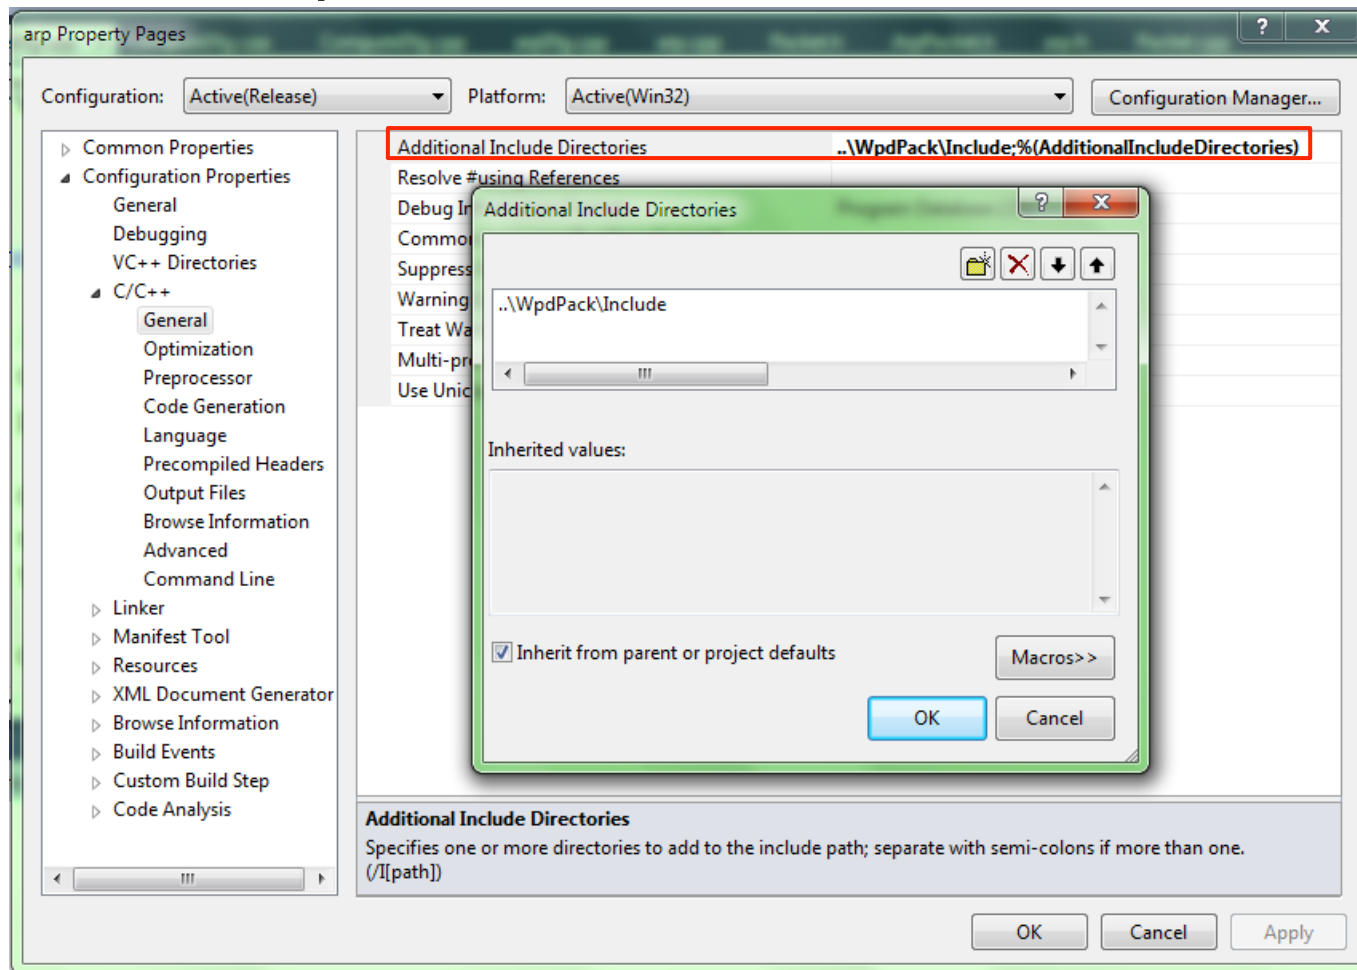 arp Property Pages
Configuration: Active(Release) Platform: Active(Win32) Configuration Manager...
Common Properties
Configuration Properties
General
Debugging
VC++ Directories
C/C++
General
Optimization
Preprocessor
Code Generation
Language
Precompiled Headers
Output Files
Browse Information
Advanced
Command Line
Linker
Manifest Tool
Resources
XML Document Generator
Browse Information
Build Events
Custom Build Step
Code Analysis
Additional Include Directories ..\WpdPack\Include;%(AdditionalIncludeDirectories)
Resolve #using References
Debug In
Common
Suppress
Warning
Treat Wa
Multi-pr
Use Unic
Additional Include Directories
..\WpdPack\Include
Inherited values:
Inherit from parent or project defaults
Macros>>
OK Cancel
Additional Include Directories
Specifies one or more directories to add to the include path; separate with semi-colons if more than one.
(/I[path])
OK Cancel Apply